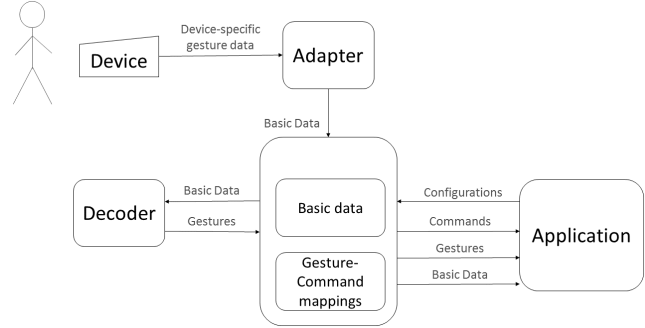 Device-specific
gesture data
Device
Adapter
Basic Data
Basic Data
Decoder
Gestures
Basic data
Gesture-
Command
mappings
Configurations
Commands
Gestures
Basic Data
Application